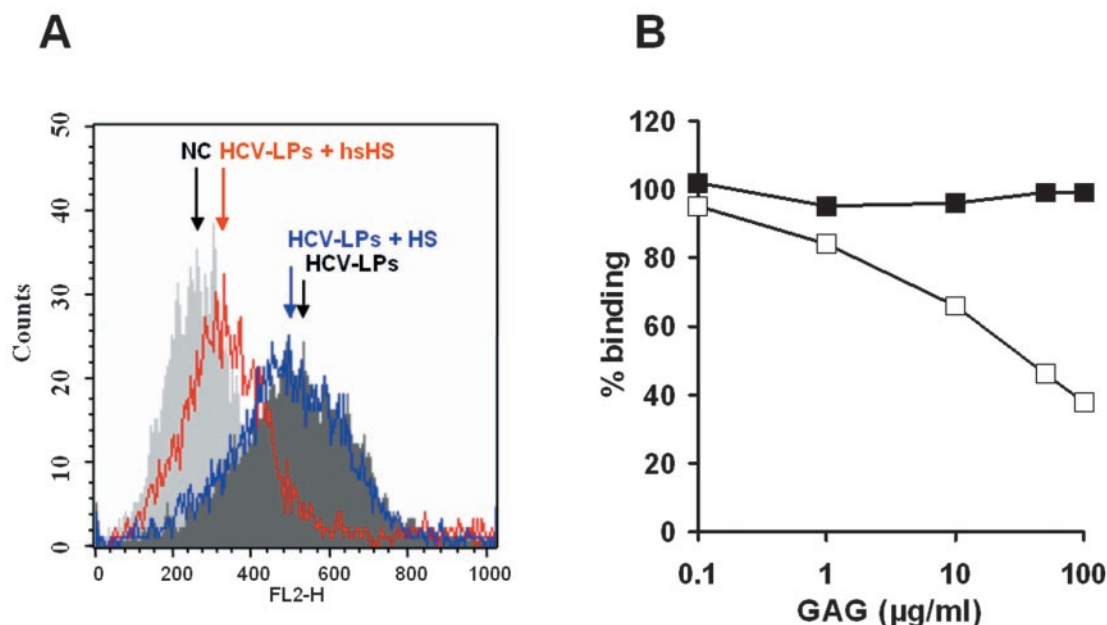 A
50
40
30
20
10
0
Counts
NC HCV-LPs + hsHS
HCV-LPs + HS
HCV-LPs
0 200 400 600 800 1000
FL2-H
B
120
100
80
60
40
20
0
% binding
0.1 1 10 100
GAG (µg/ml)